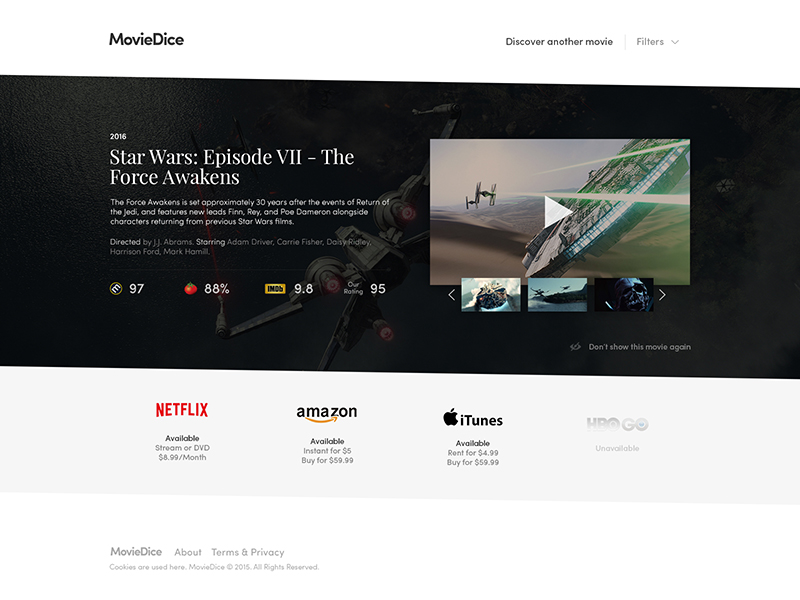 MovieDice
Discover another movie
Filters
2016
Star Wars: Episode VII - The
Force Awakens
The Force Awakens is set approximately 30 years after the events of Return of
the Jedi, and features new leads Finn, Rey, and Poe Dameron alongside
characters returning from previous Star Wars films.
Directed by J.J. Abrams. Starring Adam Driver, Carrie Fisher, Daisy Ridley,
Harrison Ford, Mark Hamill.
97
88%
IMDb 9.8
Our
Rating
95
Don't show this movie again
NETFLIX
Available
Stream or DVD
$8.99/Month
amazon
Available
Instant for $5
Buy for $59.99
iTunes
Available
Rent for $4.99
Buy for $59.99
HBO GO
Unavailable
MovieDice About Terms & Privacy
Cookies are used here. MovieDice © 2015. All Rights Reserved.